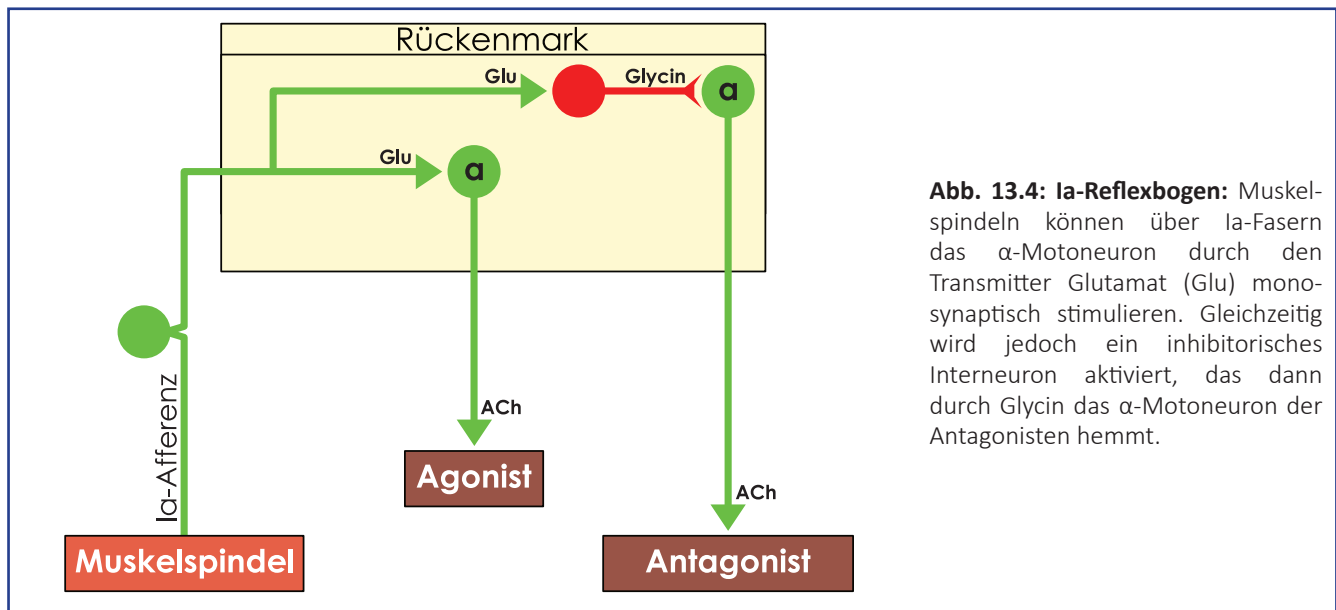 Rückenmark
Glu
Glycin
α
Glu
α
ACh
Ia-Afferenz
Agonist
ACh
Muskelspindel
Antagonist
Abb. 13.4: Ia-Reflexbogen: Muskel-
spindeln können über Ia-Fasern
das α-Motoneuron durch den
Transmitter Glutamat (Glu) mono-
synaptisch stimulieren. Gleichzeitig
wird jedoch ein inhibitorisches
Interneuron aktiviert, das dann
durch Glycin das α-Motoneuron der
Antagonisten hemmt.